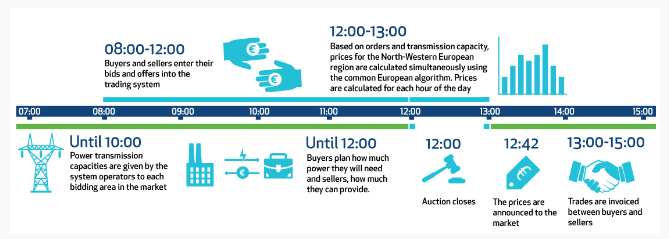 08:00-12:00
Buyers and sellers enter their
bids and offers into the
trading system
12:00-13:00
Based on orders and transmission capacity,
prices for the North-Western European
region are calculated simultaneously using
the common European algorithm. Prices
are calculated for each hour of the day
07:00 08:00 09:00 10:00 11:00 12:00 13:00 14:00 15:00
Until 10:00
Power transmission
capacities are given by the
system operators to each
bidding area in the market
Until 12:00
Buyers plan how much
power they will need
and sellers, how much
they can provide.
12:00
Auction closes
12:42
The prices are
announced to the
market
13:00-15:00
Trades are invoiced
between buyers and
sellers